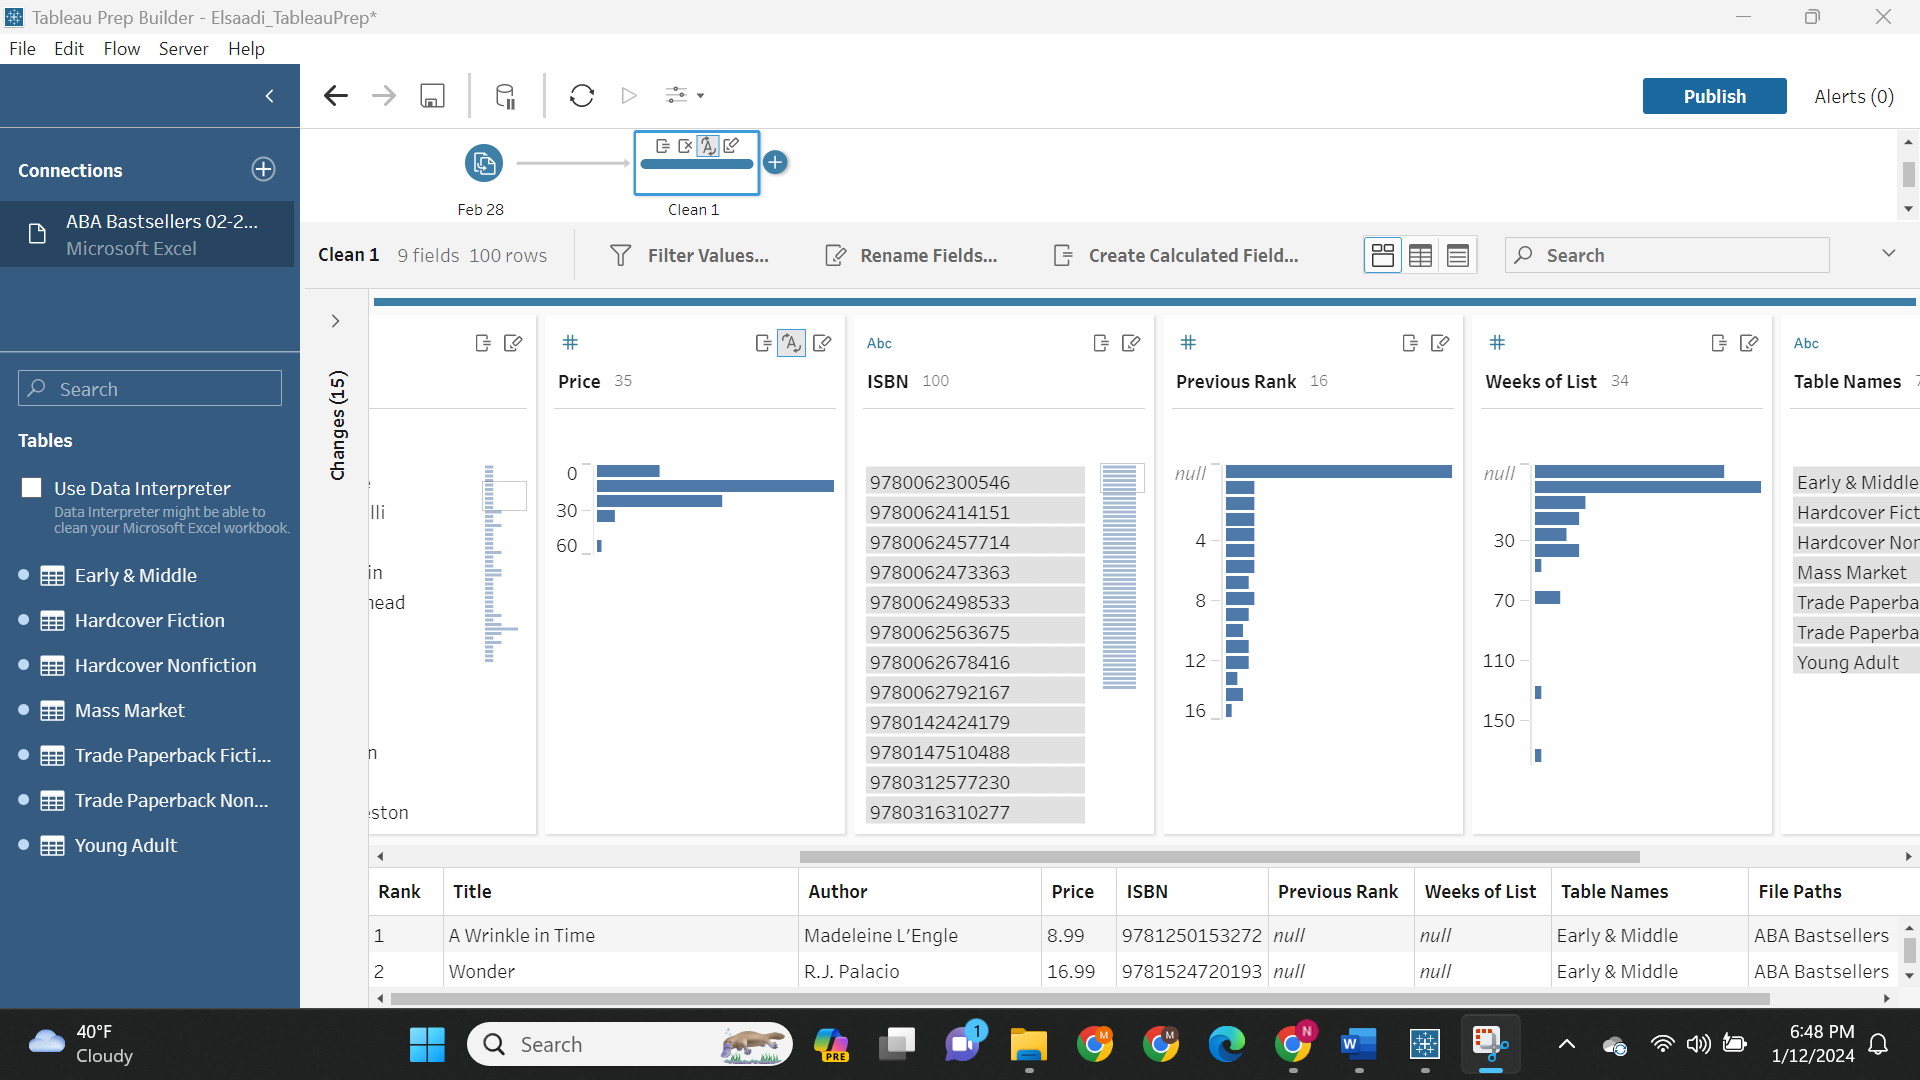 Tableau Prep Builder - Elsaadi_TableauPrep*
File Edit Flow Server Help
Publish
Alerts (0)
Connections
ABA Bastsellers 02-2...
Microsoft Excel
Feb 28
Clean 1
Clean 1 9 fields 100 rows
Filter Values...
Rename Fields...
Create Calculated Field...
Search
Search
Tables
Use Data Interpreter
Data Interpreter might be able to
clean your Microsoft Excel workbook.
Early & Middle
Hardcover Fiction
Hardcover Nonfiction
Mass Market
Trade Paperback Ficti...
Trade Paperback Non...
Young Adult
Changes (15)
lli
in
head
n
ston
#
Price 35
0
30
60
Abc
ISBN 100
9780062300546
9780062414151
9780062457714
9780062473363
9780062498533
9780062563675
9780062678416
9780062792167
9780142424179
9780147510488
9780312577230
9780316310277
#
Previous Rank 16
null
4
8
12
16
#
Weeks of List 34
null
30
70
110
150
Abc
Table Names
Early & Middle
Hardcover Fict
Hardcover Nor
Mass Market
Trade Paperba
Trade Paperba
Young Adult
Rank Title Author Price ISBN Previous Rank Weeks of List Table Names File Paths
1 A Wrinkle in Time Madeleine L'Engle 8.99 9781250153272 null null Early & Middle ABA Bastsellers
2 Wonder R.J. Palacio 16.99 9781524720193 null null Early & Middle ABA Bastsellers
40°F
Cloudy
Search
PRE
1
M
M
N
W
6:48 PM
1/12/2024